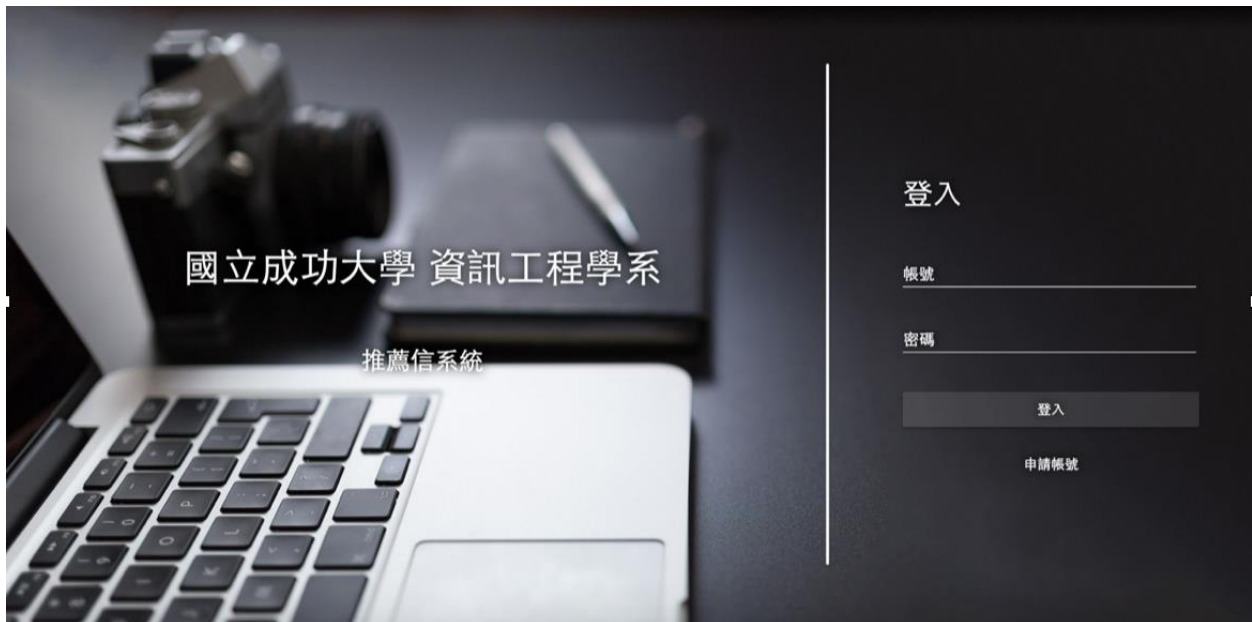 國立成功大學 資訊工程學系
推薦信系統
登入
帳號
密碼
登入
申請帳號